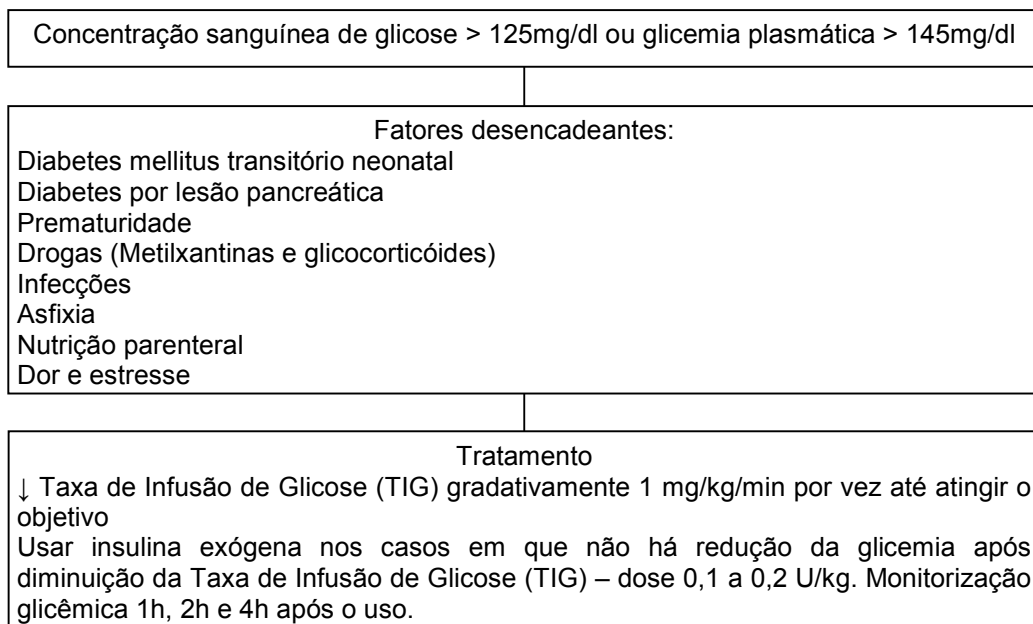 Concentração sanguínea de glicose > 125mg/dl ou glicemia plasmática > 145mg/dl
Fatores desencadeantes:
Diabetes mellitus transitório neonatal
Diabetes por lesão pancreática
Prematuridade
Drogas (Metilxantinas e glicocorticóides)
Infecções
Asfixia
Nutrição parenteral
Dor e estresse
Tratamento
↓ Taxa de Infusão de Glicose (TIG) gradativamente 1 mg/kg/min por vez até atingir o
objetivo
Usar insulina exógena nos casos em que não há redução da glicemia após
diminuição da Taxa de Infusão de Glicose (TIG) – dose 0,1 a 0,2 U/kg. Monitorização
glicêmica 1h, 2h e 4h após o uso.